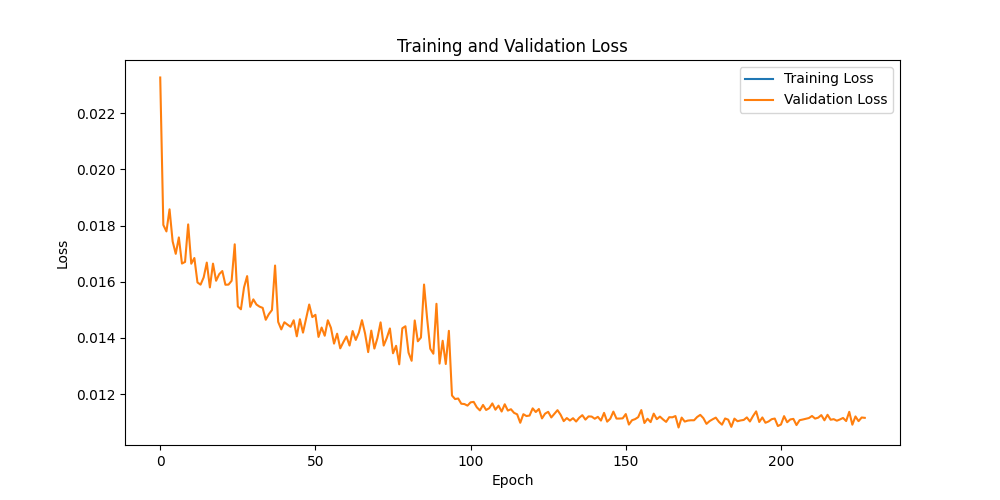 Training and Validation Loss
Training Loss
Validation Loss
0.022
0.020
0.018
0.016
0.014
0.012
Loss
0
50
100
150
200
Epoch